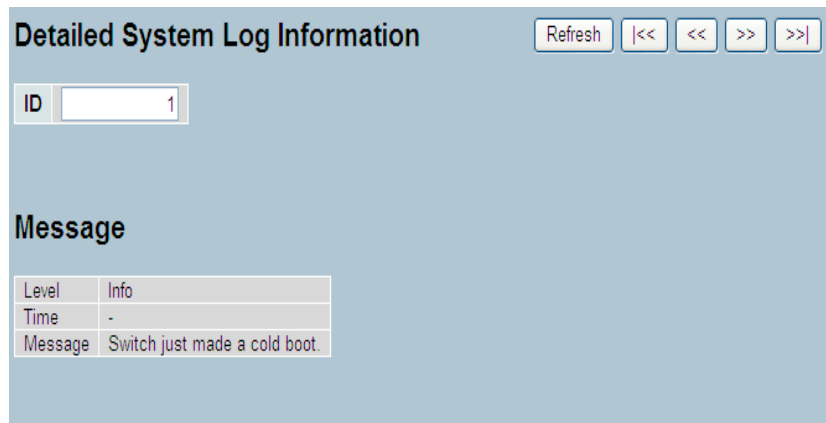 Detailed System Log Information
Refresh |<< << >> >>|
ID 1
Message
Level Info
Time -
Message Switch just made a cold boot.